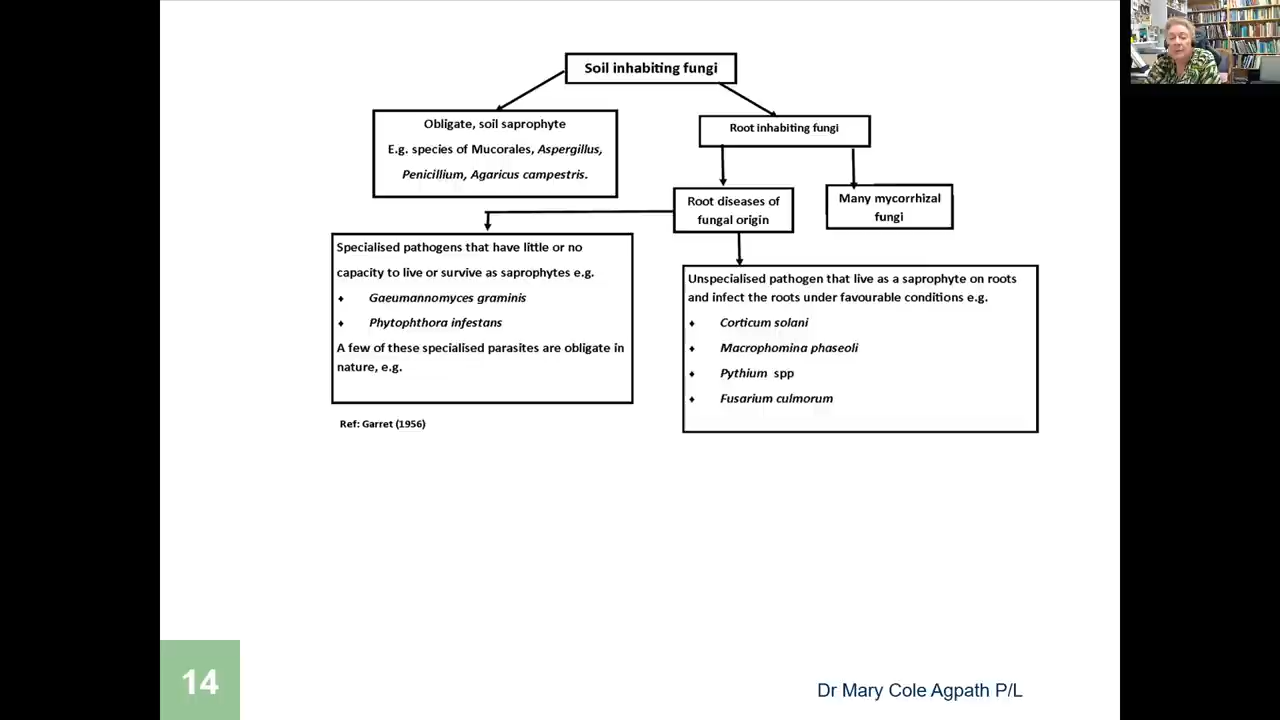 Soil inhabiting fungi
Obligate, soil saprophyte
E.g. species of Mucorales, Aspergillus,
Penicillium, Agaricus campestris.
Root inhabiting fungi
Root diseases of
fungal origin
Many mycorrhizal
fungi
Specialised pathogens that have little or no
capacity to live or survive as saprophytes e.g.
♦ Gaeumannomyces graminis
♦ Phytophthora infestans
A few of these specialised parasites are obligate in
nature, e.g.
Unspecialised pathogen that live as a saprophyte on roots
and infect the roots under favourable conditions e.g.
♦ Corticum solani
♦ Macrophomina phaseoli
♦ Pythium spp
♦ Fusarium culmorum
Ref: Garret (1956)
14
Dr Mary Cole Agpath P/L